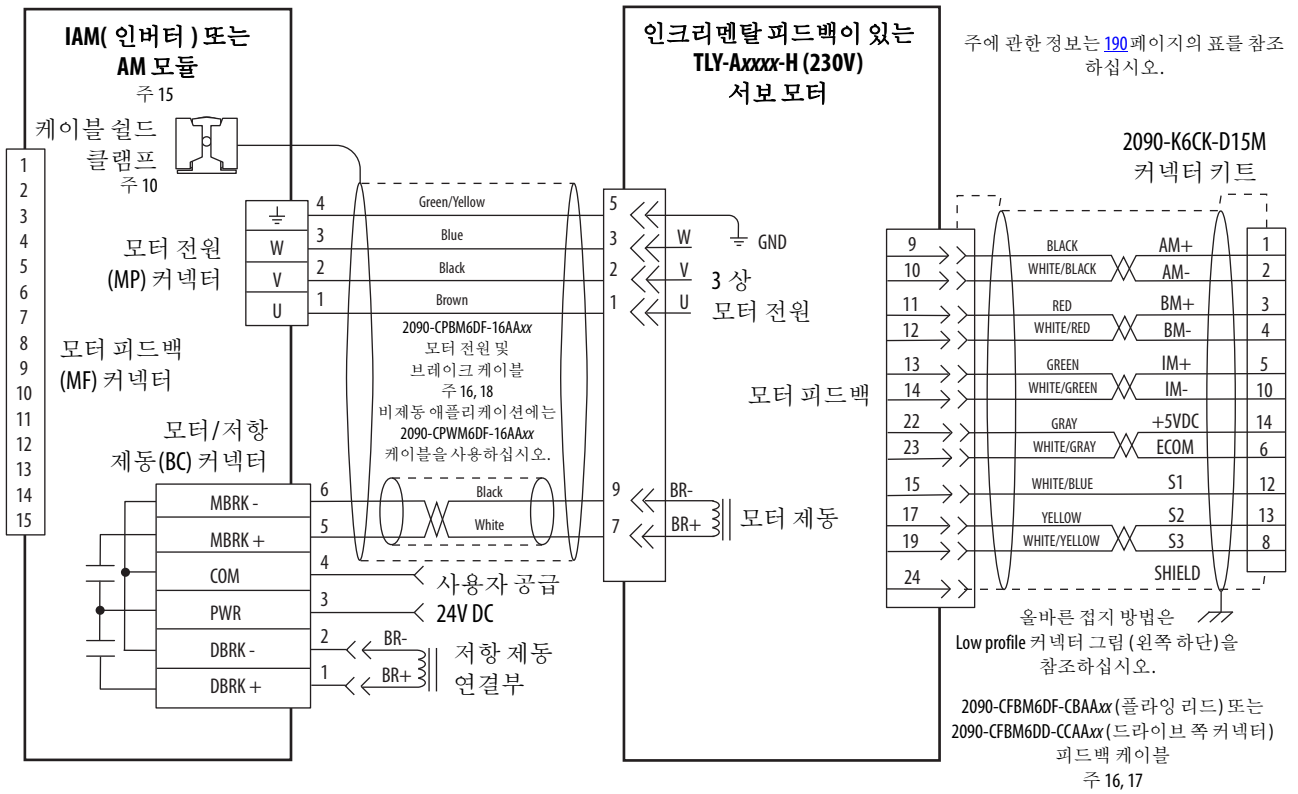 IAM( 인버터 ) 또는
AM 모듈
주 15
케이블 쉴드
클램프
주 10
1
2
3
4
5
6
7
8
9
10
11
12
13
14
15
모터 피드백
(MF) 커넥터
모터 전원
(MP) 커넥터
⏚ 4 Green/Yellow 5
W 3 Blue 3 W
V 2 Black 2 V
U 1 Brown 1 U
GND
3 상
모터 전원
2090-CPBM6DF-16AAxx
모터 전원 및
브레이크 케이블
주 16, 18
비제동 애플리케이션에는
2090-CPWM6DF-16AAxx
케이블을 사용하십시오.
모터/저항
제동(BC) 커넥터
MBRK - 6 Black 9 BR-
MBRK + 5 White 7 BR+
모터 제동
COM 4
PWR 3
사용자 공급
24V DC
DBRK - 2 BR-
DBRK + 1 BR+
저항 제동
연결부
인크리멘탈 피드백이 있는
TLY-Axxxx-H (230V)
서보 모터
모터 피드백
주에 관한 정보는 190페이지의 표를 참조
하십시오.
2090-K6CK-D15M
커넥터 키트
9 BLACK AM+ 1
10 WHITE/BLACK AM- 2
11 RED BM+ 3
12 WHITE/RED BM- 4
13 GREEN IM+ 5
14 WHITE/GREEN IM- 10
22 GRAY +5VDC 14
23 WHITE/GRAY ECOM 6
15 WHITE/BLUE S1 12
17 YELLOW S2 13
19 WHITE/YELLOW S3 8
24 SHIELD
올바른 접지 방법은
Low profile 커넥터 그림 (왼쪽 하단)을
참조하십시오.
2090-CFBM6DF-CBAAxx (플라잉 리드) 또는
2090-CFBM6DD-CCAAxx (드라이브 쪽 커넥터)
피드백 케이블
주 16, 17